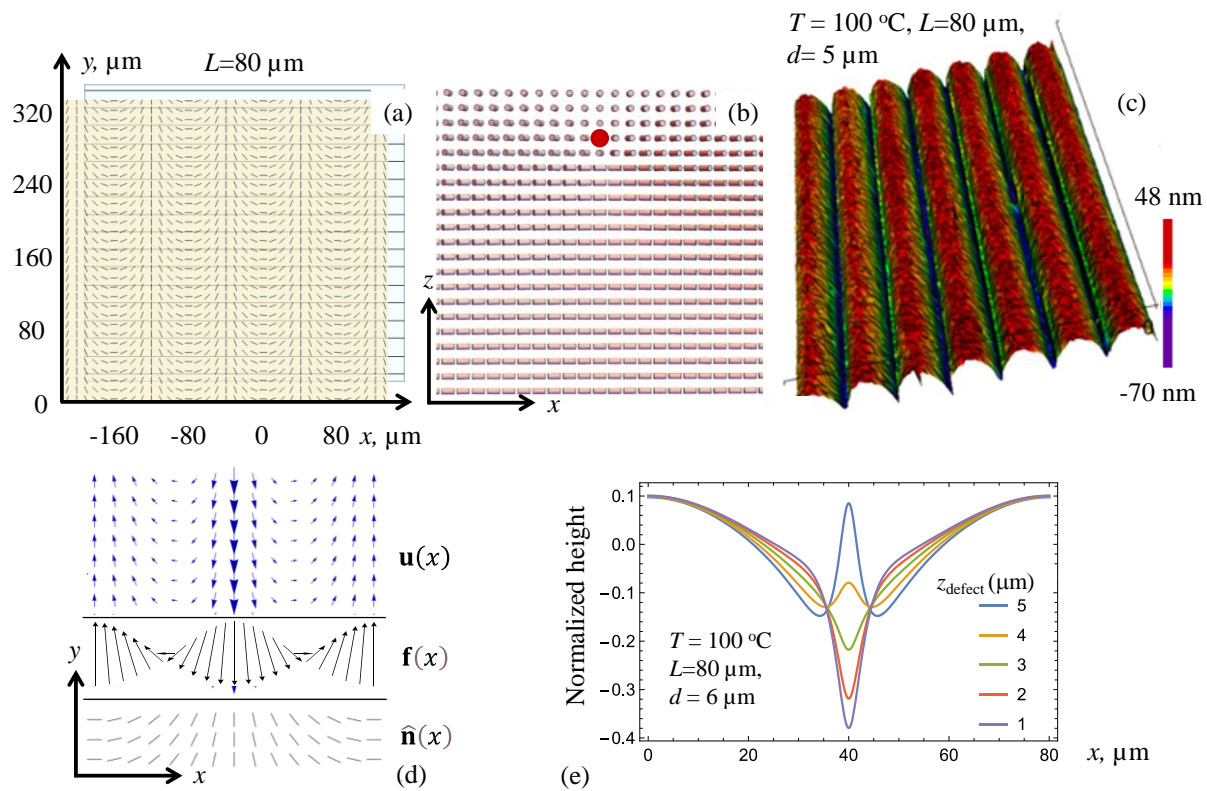 y, µm
L=80 µm
(a)
320
240
160
80
0
-160
-80
0
80
x, µm
(b)
z
x
T = 100 °C, L=80 µm,
d= 5 µm
(c)
48 nm
-70 nm
u(x)
f(x)
n̂(x)
y
x
(d)
Normalized height
0.1
0.0
−0.1
−0.2
−0.3
−0.4
0
20
40
60
80
x, µm
T = 100 °C
L=80 µm,
d = 6 µm
z_defect (µm)
5
4
3
2
1
(e)